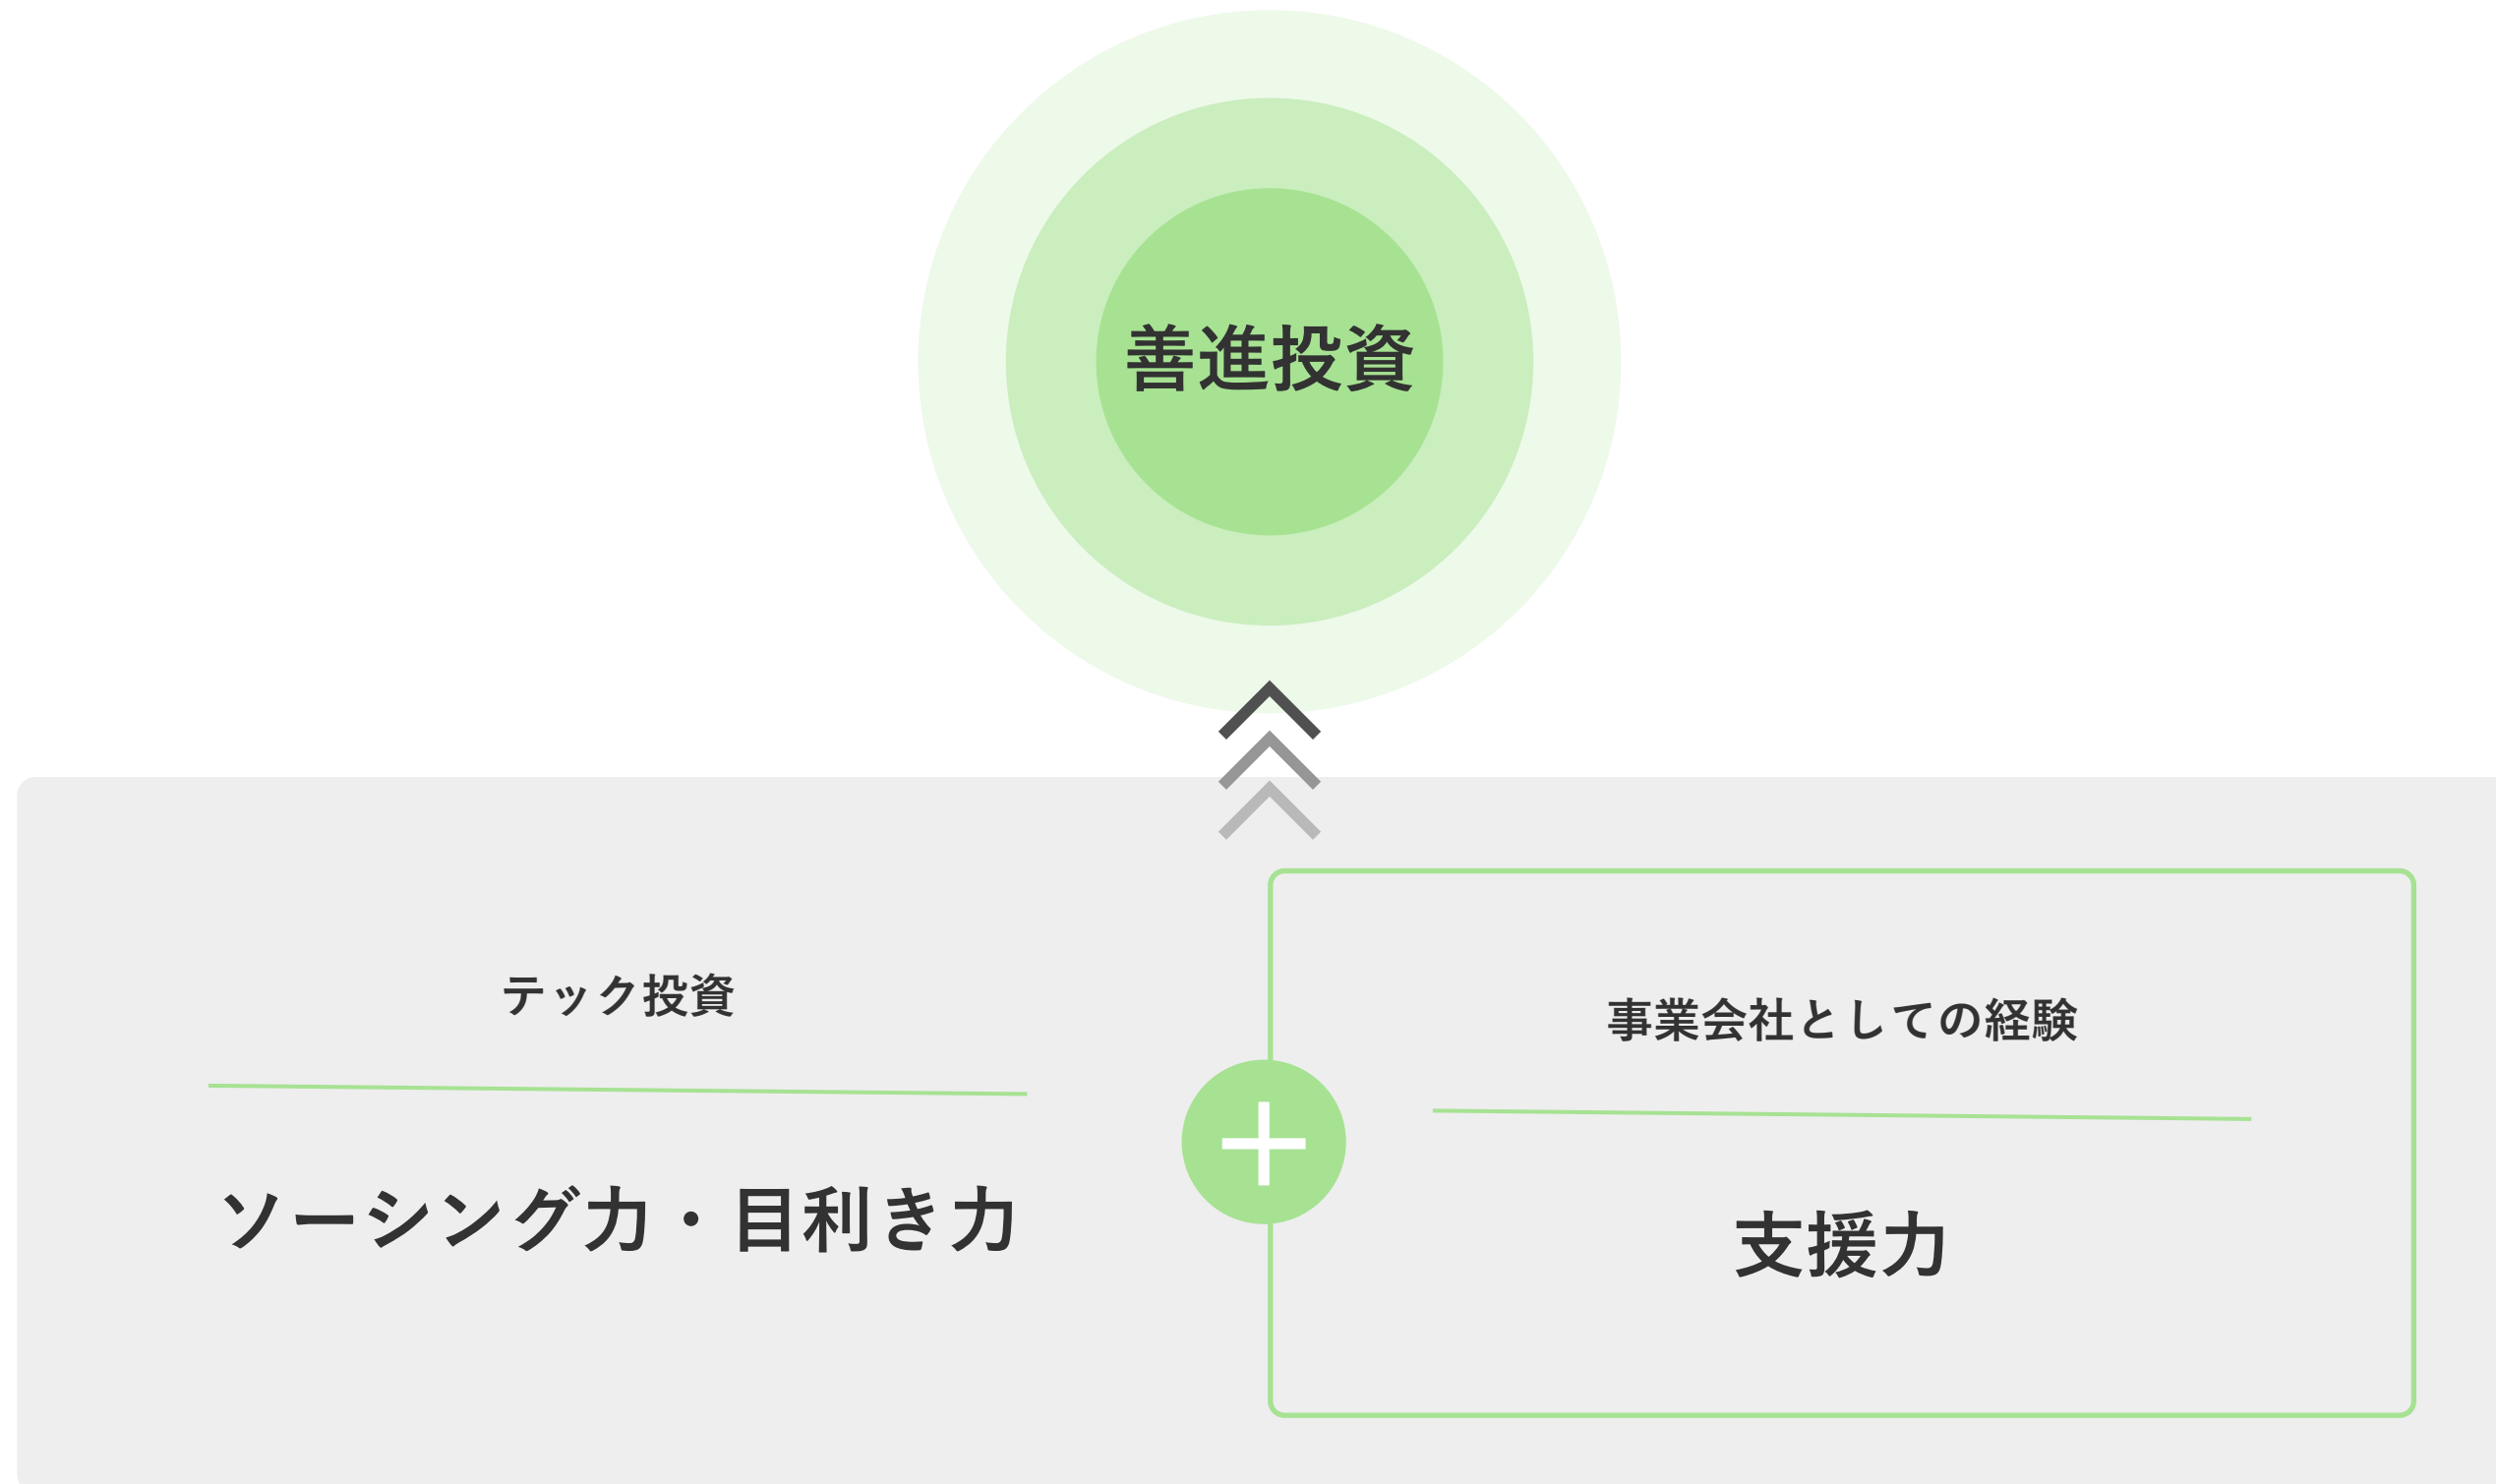 善進投資
テック投資
ソーシング力・目利き力
事業会社としての経験
支援力